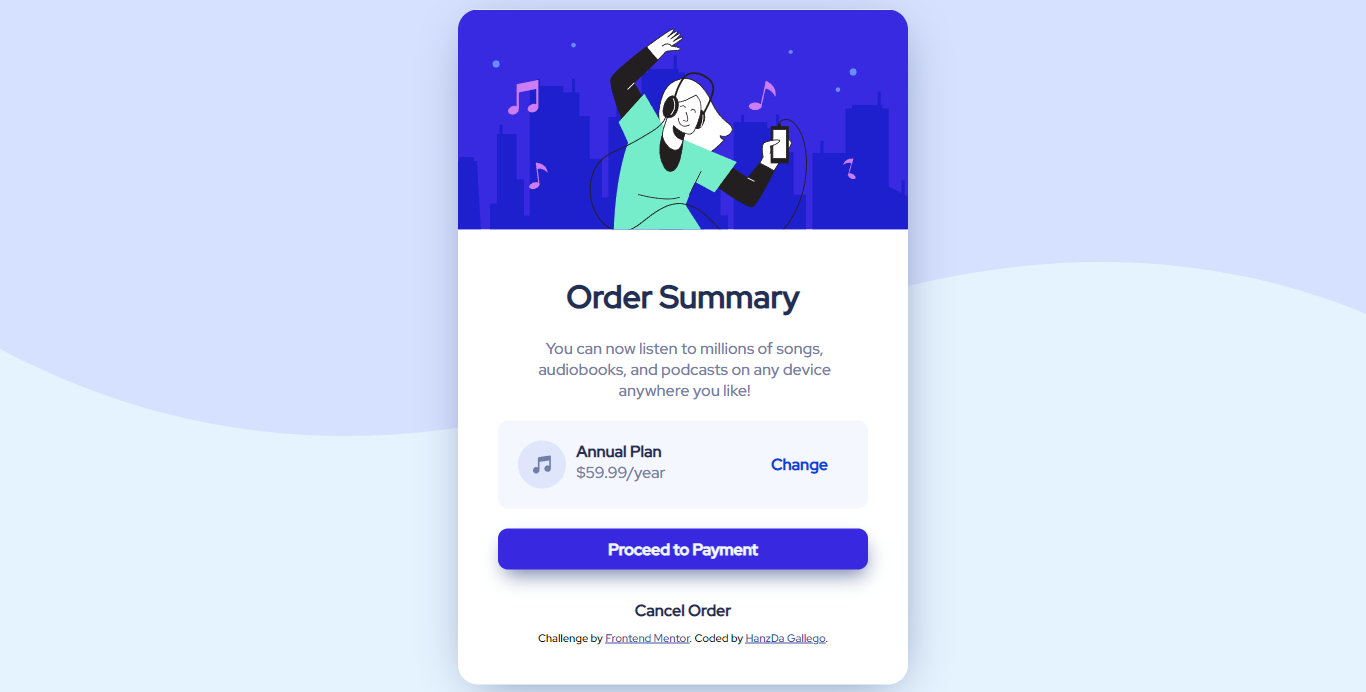 Order Summary
You can now listen to millions of songs,
audiobooks, and podcasts on any device
anywhere you like!
Annual Plan
$59.99/year
Change
Proceed to Payment
Cancel Order
Challenge by Frontend Mentor. Coded by HanzDa Gallego.